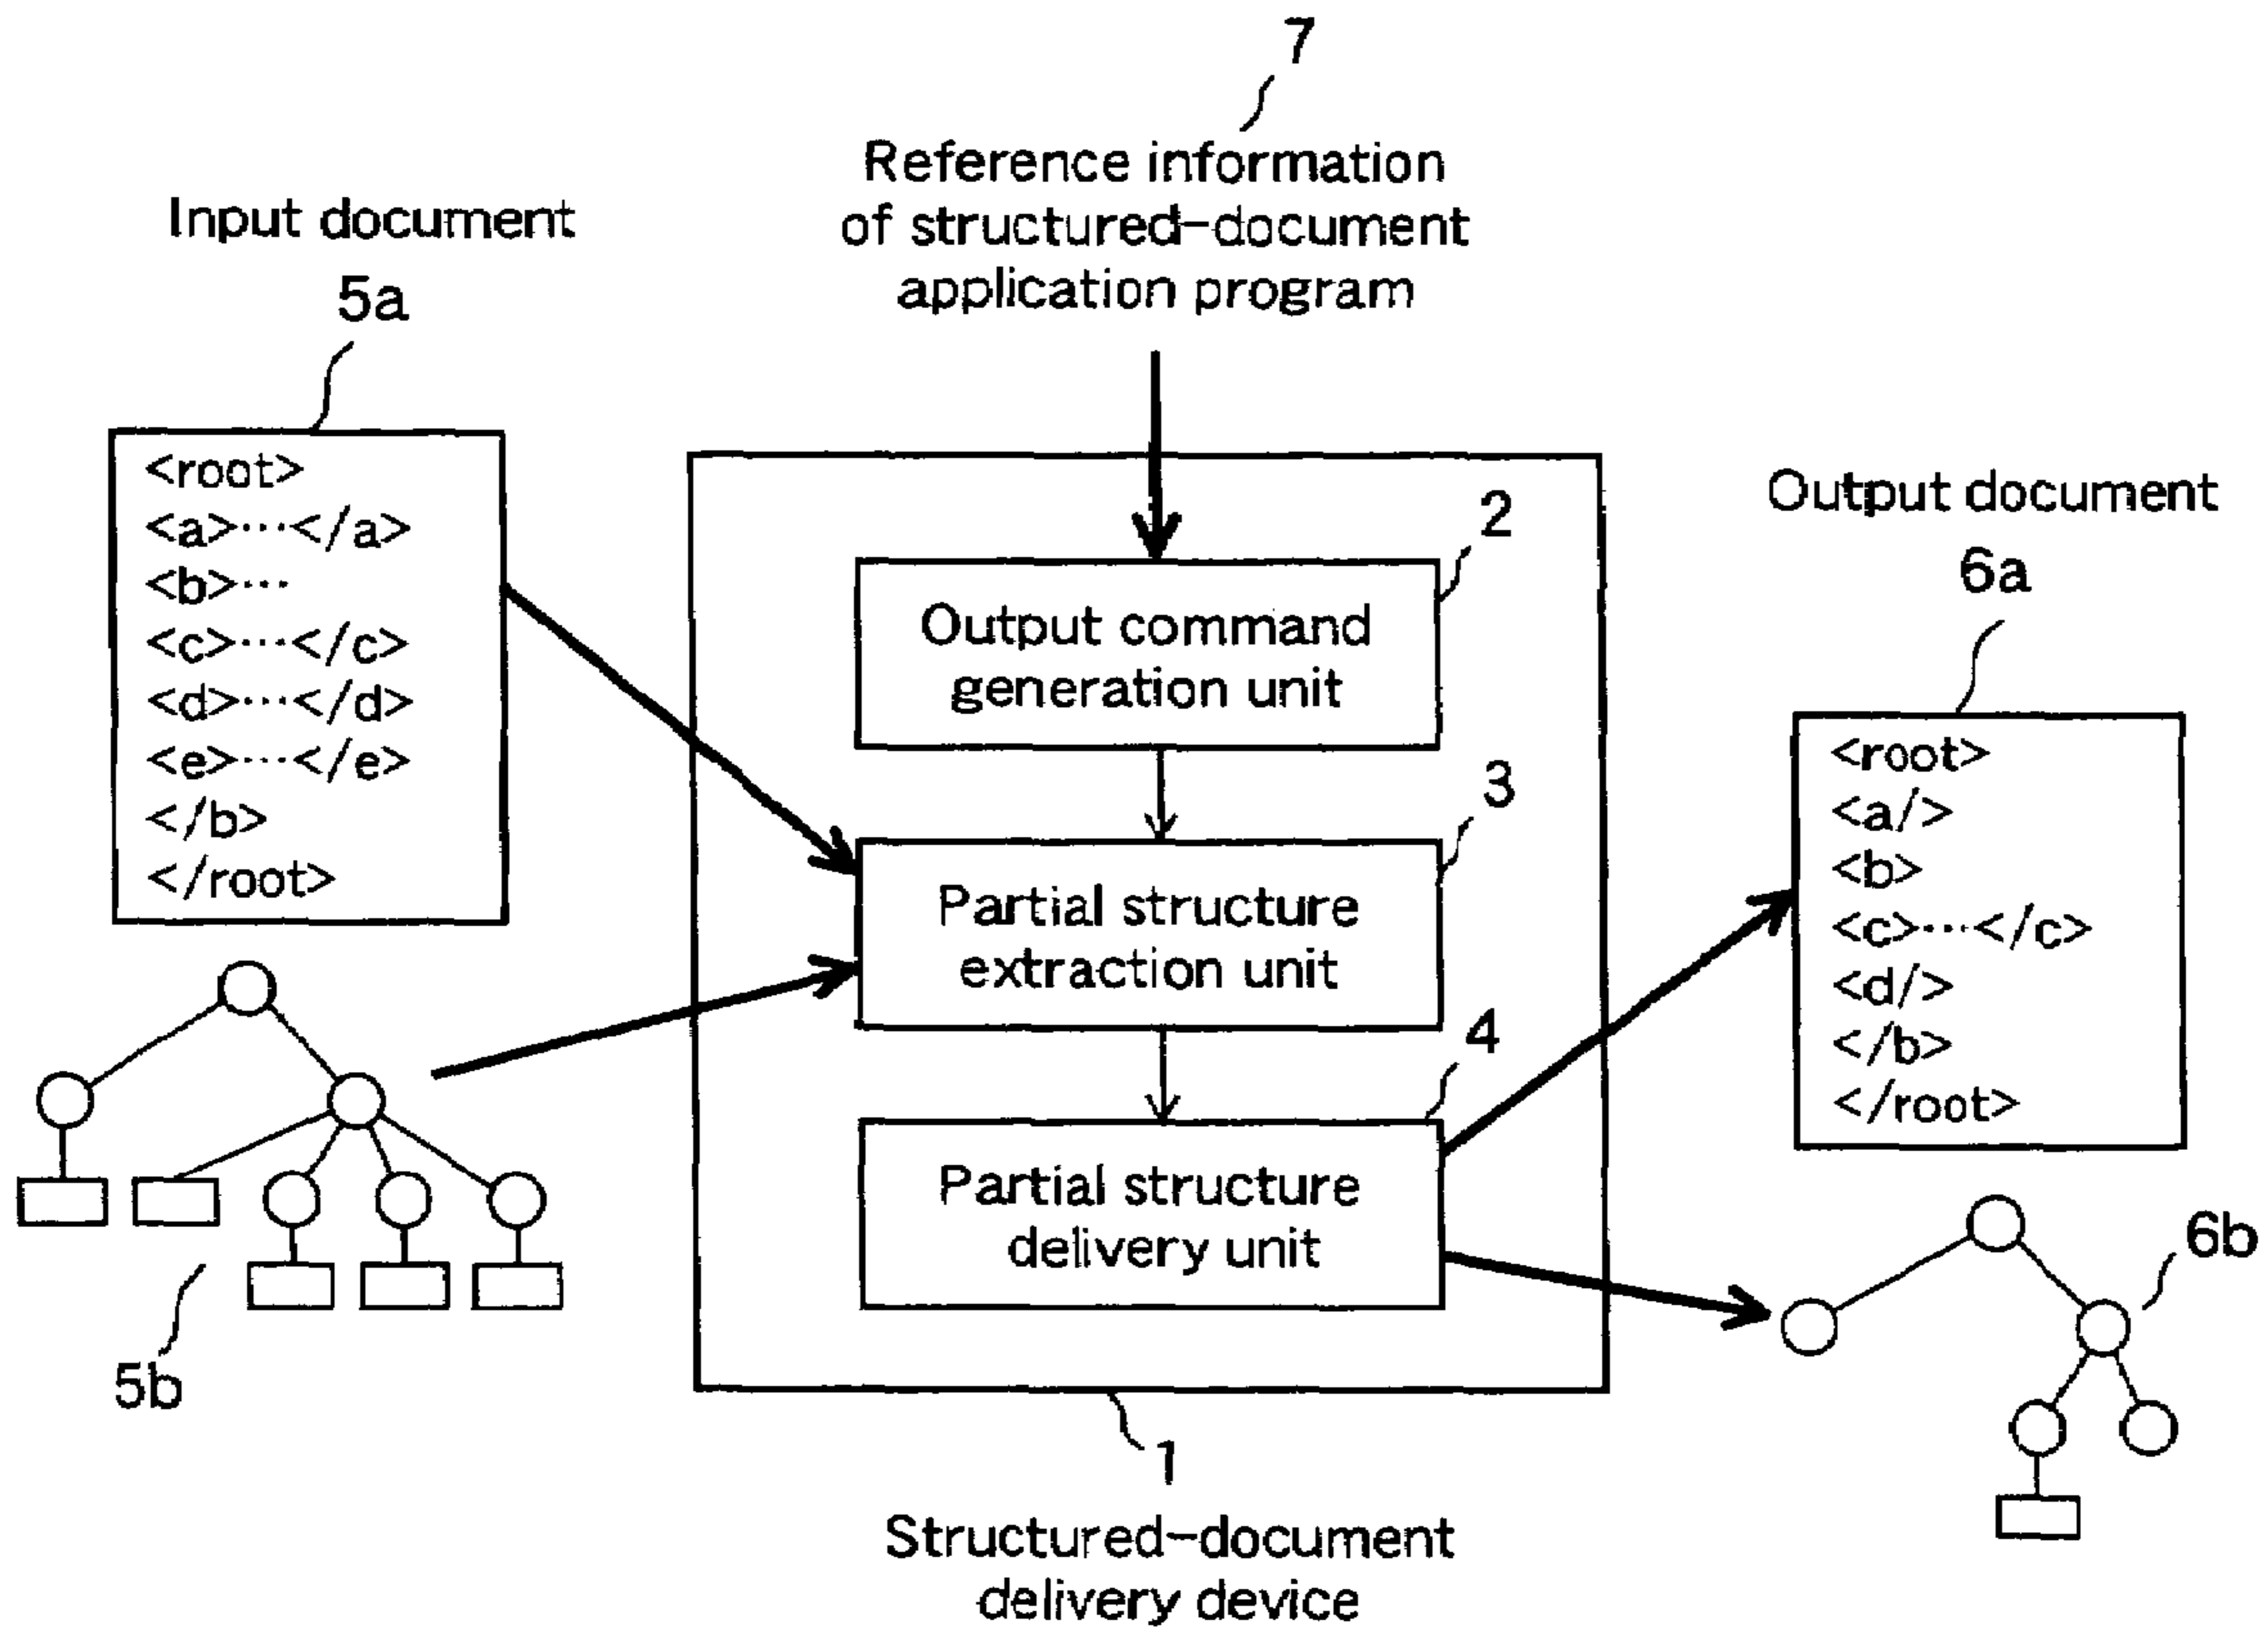 7
Reference information
of structured-document
application program
Input document
5a
<root>
<a>···</a>
<b>···
<c>···</c>
<d>···</d>
<e>···</e>
</b>
</root>
5b
2
Output command
generation unit
3
Partial structure
extraction unit
4
Partial structure
delivery unit
1
Structured-document
delivery device
Output document
6a
<root>
<a/>
<b>
<c>···</c>
<d/>
</b>
</root>
6b